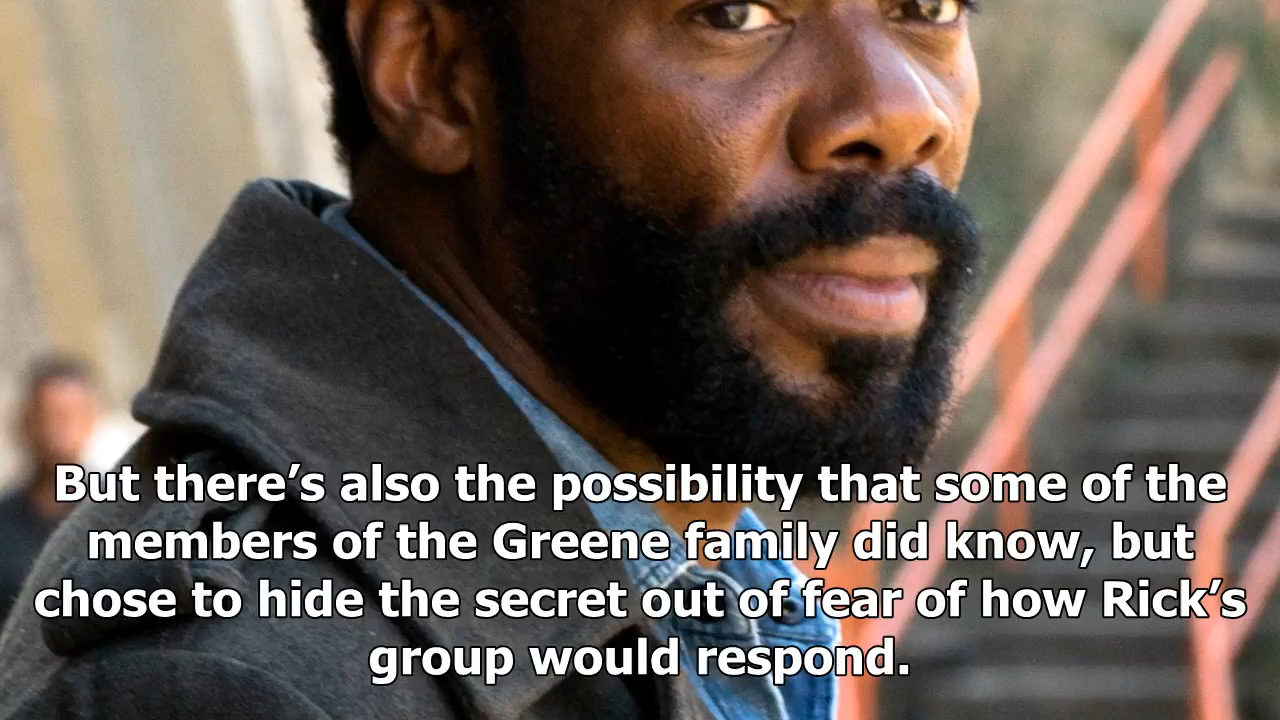 But there’s also the possibility that some of the
members of the Greene family did know, but
chose to hide the secret out of fear of how Rick’s
group would respond.